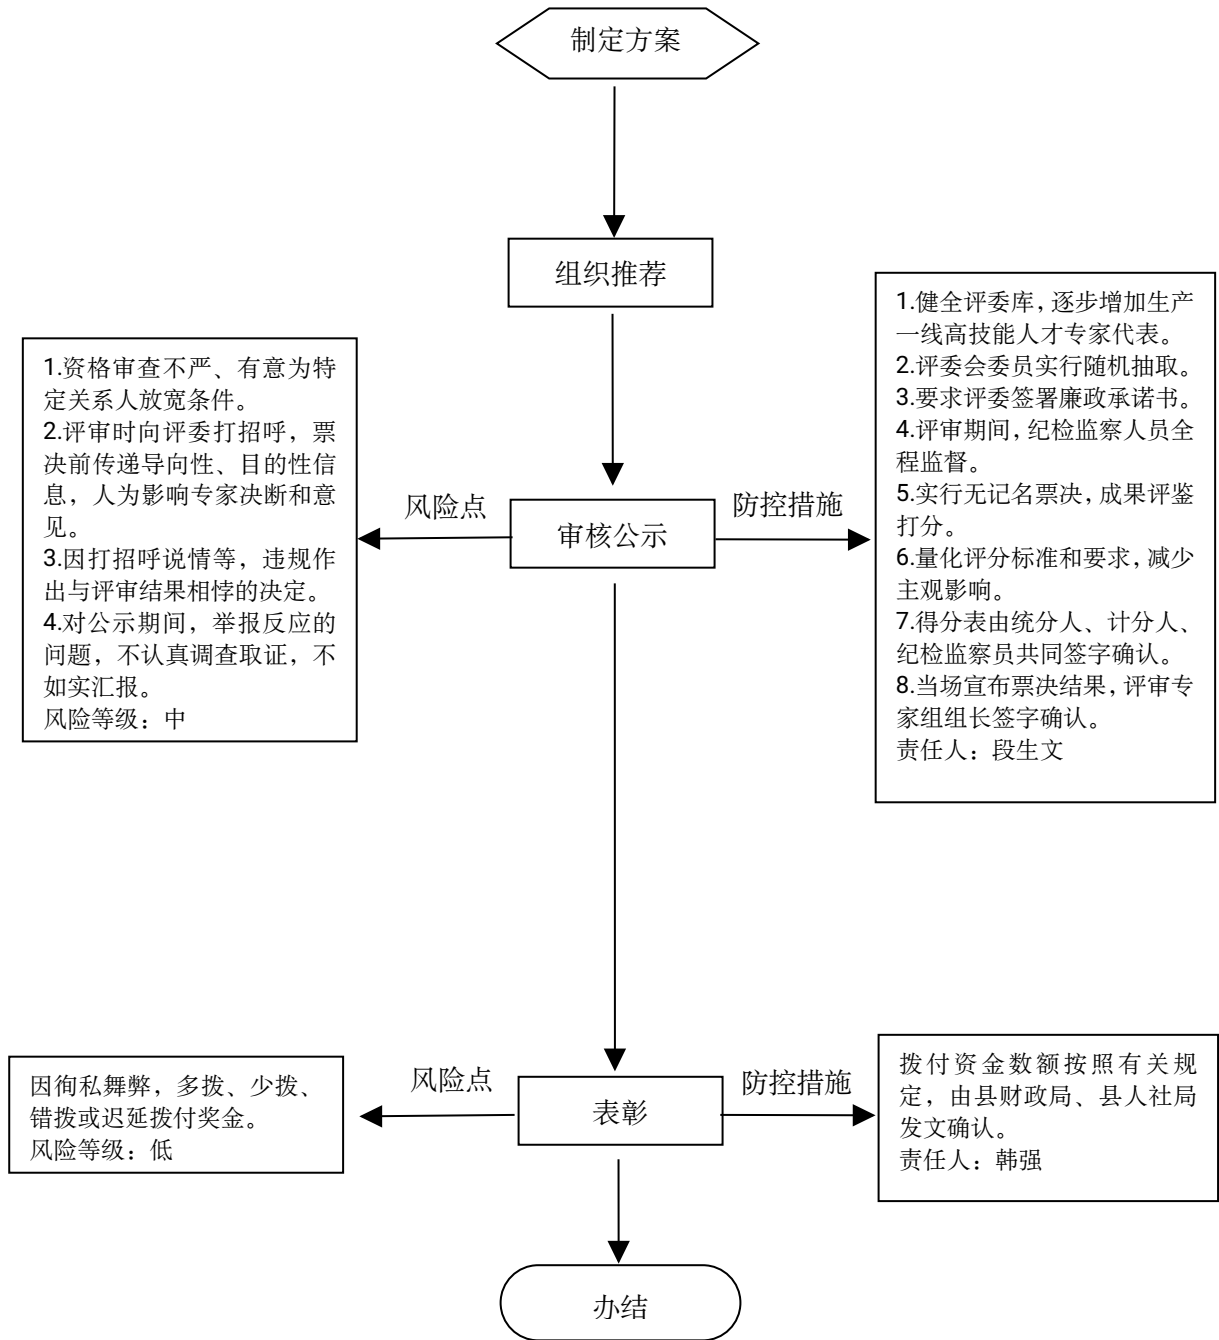 制定方案
组织推荐
1.资格审查不严、有意为特
定关系人放宽条件。
2.评审时向评委打招呼，票
决前传递导向性、目的性信
息，人为影响专家决断和意
见。
3.因打招呼说情等，违规作
出与评审结果相悖的决定。
4.对公示期间，举报反应的
问题，不认真调查取证，不
如实汇报。
风险等级：中
风险点
审核公示
防控措施
1.健全评委库，逐步增加生产
一线高技能人才专家代表。
2.评委会委员实行随机抽取。
3.要求评委签署廉政承诺书。
4.评审期间，纪检监察人员全
程监督。
5.实行无记名票决，成果评鉴
打分。
6.量化评分标准和要求，减少
主观影响。
7.得分表由统分人、计分人、
纪检监察员共同签字确认。
8.当场宣布票决结果，评审专
家组组长签字确认。
责任人：段生文
因徇私舞弊，多拨、少拨、
错拨或迟延拨付奖金。
风险等级：低
风险点
表彰
防控措施
拨付资金数额按照有关规
定，由县财政局、县人社局
发文确认。
责任人：韩强
办结